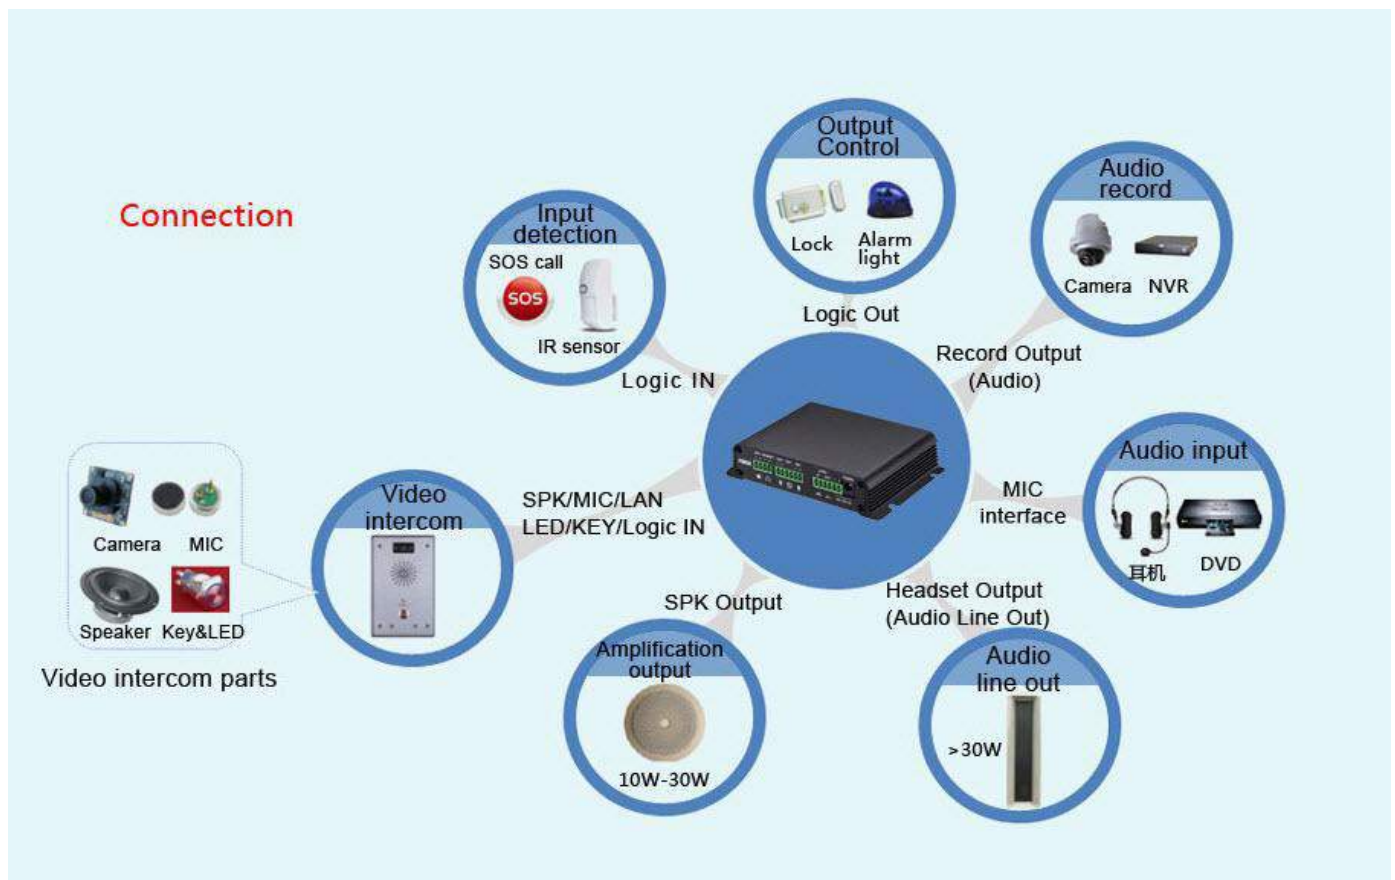 Connection
Output
Control
Lock
Alarm
light
Logic Out
Audio
record
Camera
NVR
Record Output
(Audio)
Input
detection
SOS call
SOS
IR sensor
Logic IN
Audio input
耳机
DVD
MIC
interface
Video
intercom
SPK/MIC/LAN
LED/KEY/Logic IN
Camera
MIC
Speaker
Key&LED
Video intercom parts
SPK Output
Amplification
output
10W-30W
Headset Output
(Audio Line Out)
Audio
line out
>30W